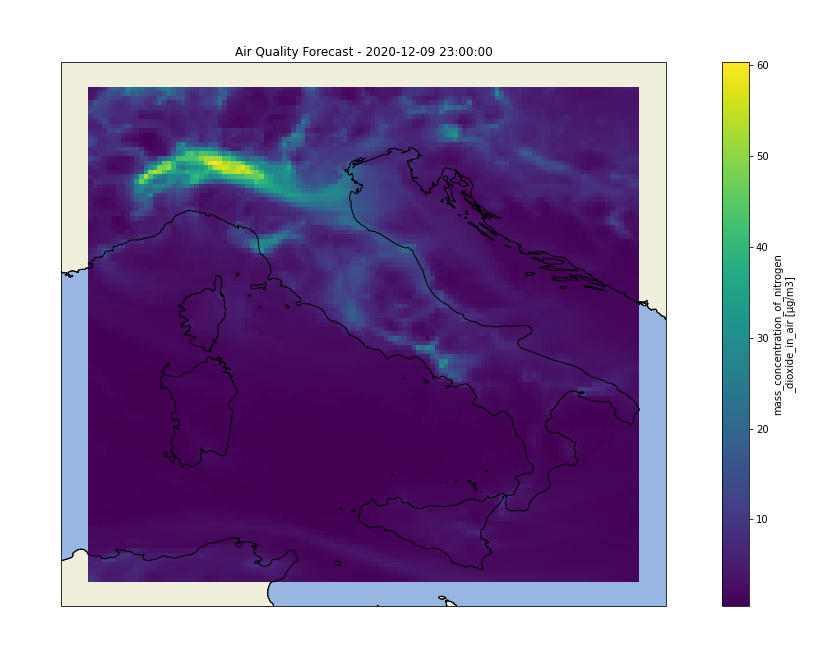 Air Quality Forecast - 2020-12-09 23:00:00
60
50
40
30
20
10
mass_concentration_of_nitrogen
_dioxide_in_air [µg/m3]